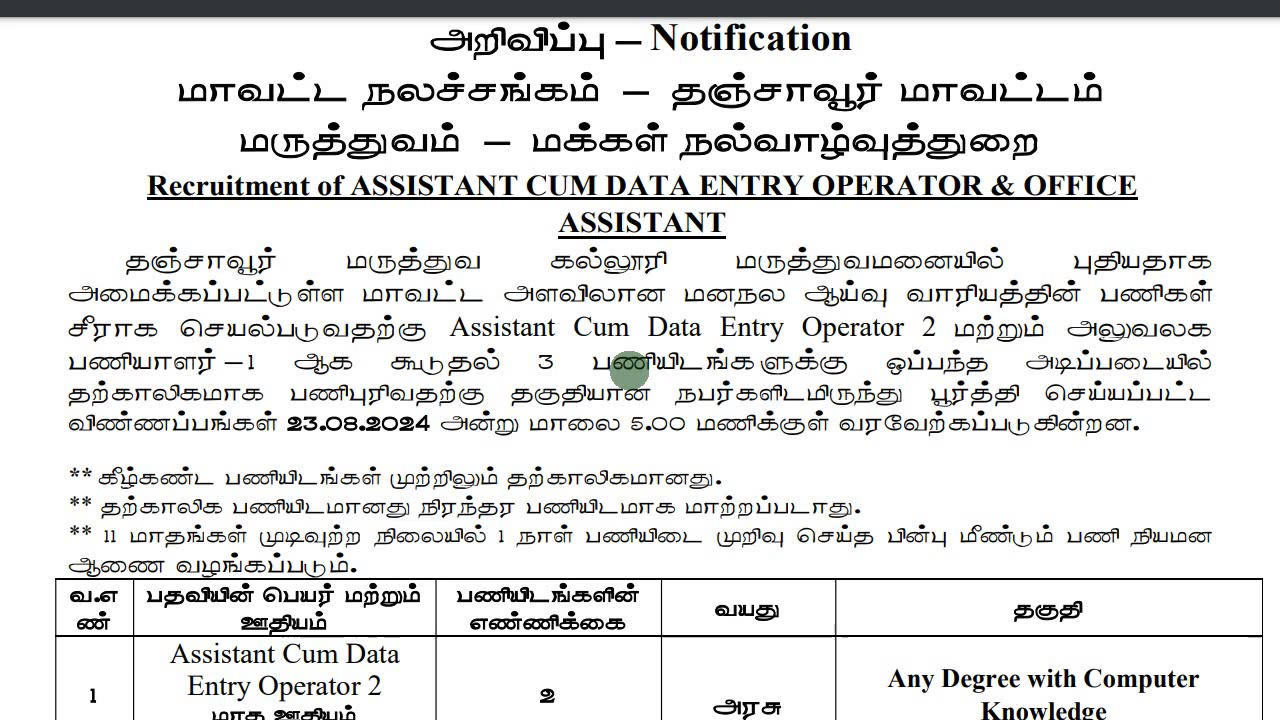 அறிவிப்பு – Notification
மாவட்ட நலச்சங்கம் – தஞ்சாவூர் மாவட்டம்
மருத்துவம் – மக்கள் நல்வாழ்வுத்துறை
Recruitment of ASSISTANT CUM DATA ENTRY OPERATOR & OFFICE
ASSISTANT
தஞ்சாவூர் மருத்துவ கல்லூரி மருத்துவமனையில் புதியதாக
அமைக்கப்பட்டுள்ள மாவட்ட அளவிலான மனநல ஆய்வு வாரியத்தின் பணிகள்
சீராக செயல்படுவதற்கு Assistant Cum Data Entry Operator 2 மற்றும் அலுவலக
பணியாளர் –1 ஆக கூடுதல் 3 பணியிடங்களுக்கு ஒப்பந்த அடிப்படையில்
தற்காலிகமாக பணிபுரிவதற்கு தகுதியான நபர்களிடமிருந்து பூர்த்தி செய்யப்பட்ட
விண்ணப்பங்கள் 23.08.2024 அன்று மாலை 5.00 மணிக்குள் வரவேற்கப்படுகின்றன.
** கீழ்கண்ட பணியிடங்கள் முற்றிலும் தற்காலிகமானது.
** தற்காலிக பணியிடமானது நிரந்தர பணியிடமாக மாற்றப்படாது.
** 11 மாதங்கள் முடிவுற்ற நிலையில் 1 நாள் பணியிடை முறிவு செய்த பின்பு மீண்டும் பணி நியமன
ஆணை வழங்கப்படும்.
வ.எ பதவியின் பெயர் மற்றும் பணியிடங்களின் வயது தகுதி
ண் ஊதியம் எண்ணிக்கை
Assistant Cum Data
Entry Operator 2
1 மாத ஊதியம் 2 அரசு Any Degree with Computer
Knowledge